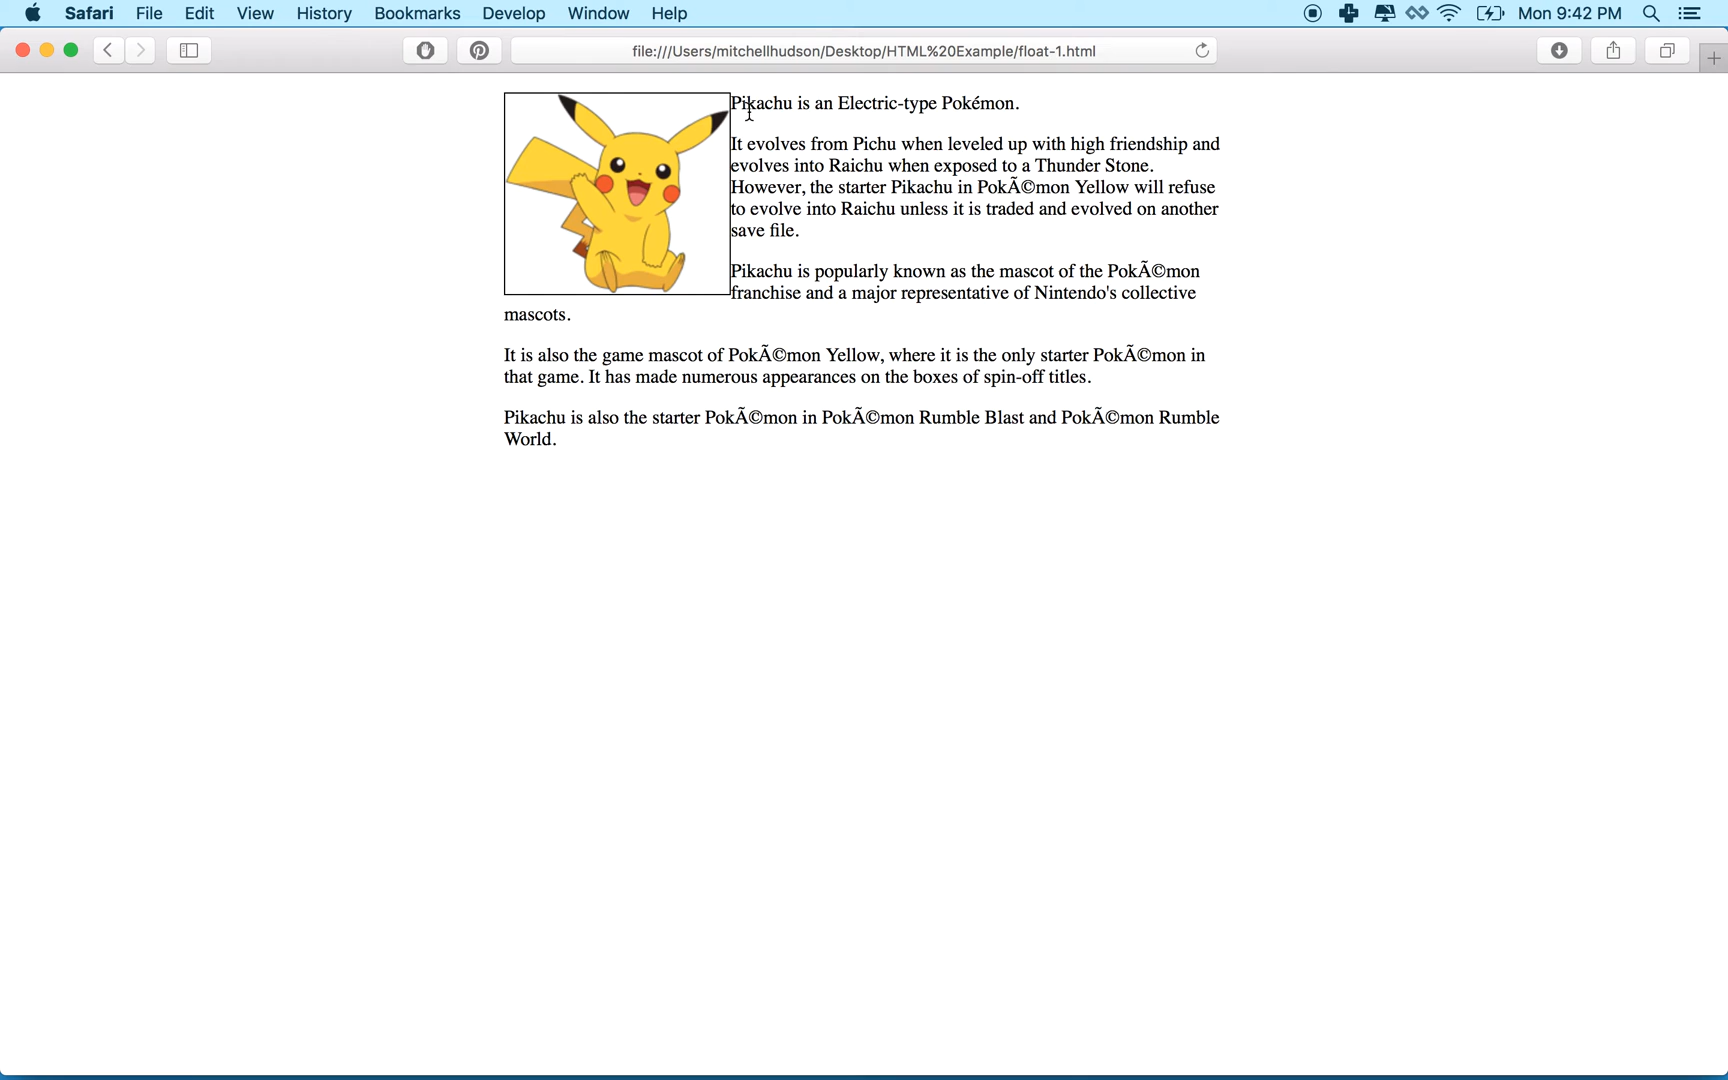 Safari File Edit View History Bookmarks Develop Window Help Mon 9:42 PM
file:///Users/mitchellhudson/Desktop/HTML%20Example/float-1.html
Pikachu is an Electric-type Pokémon.
It evolves from Pichu when leveled up with high friendship and
evolves into Raichu when exposed to a Thunder Stone.
However, the starter Pikachu in PokÃ©mon Yellow will refuse
to evolve into Raichu unless it is traded and evolved on another
save file.
Pikachu is popularly known as the mascot of the PokÃ©mon
franchise and a major representative of Nintendo's collective
mascots.
It is also the game mascot of PokÃ©mon Yellow, where it is the only starter PokÃ©mon in
that game. It has made numerous appearances on the boxes of spin-off titles.
Pikachu is also the starter PokÃ©mon in PokÃ©mon Rumble Blast and PokÃ©mon Rumble
World.